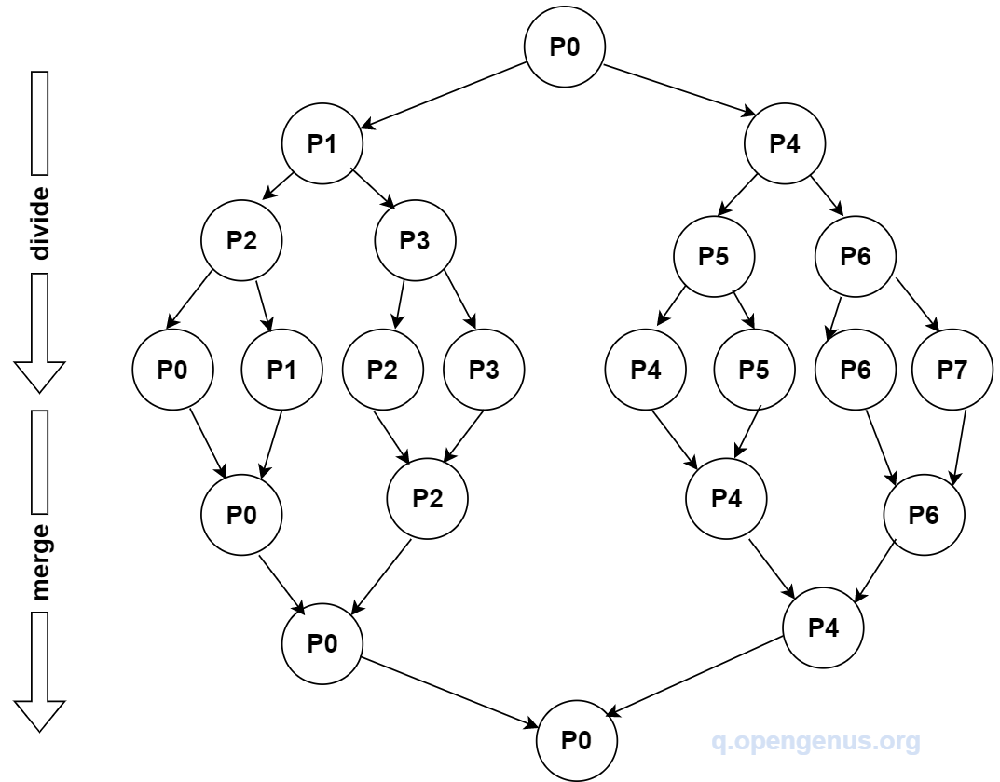 P0
P1
P4
divide
P2
P3
P5
P6
P0
P1
P2
P3
P4
P5
P6
P7
merge
P0
P2
P4
P6
P0
P4
P0
q.opengenus.org